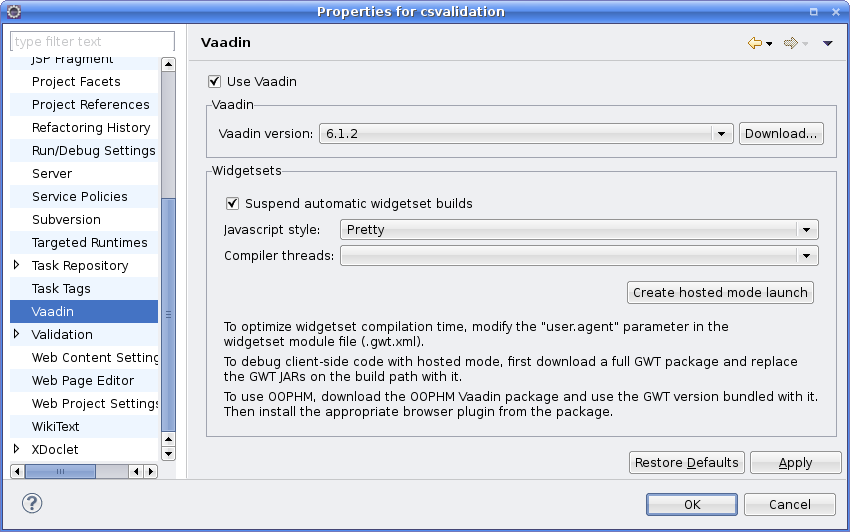 Properties for csvalidation
type filter text
JSP Fragment
Project Facets
Project References
Refactoring History
Run/Debug Settings
Server
Service Policies
Subversion
Targeted Runtimes
Task Repository
Task Tags
Vaadin
Validation
Web Content Setting
Web Page Editor
Web Project Settings
WikiText
XDoclet
Vaadin
Use Vaadin
Vaadin
Vaadin version: 6.1.2 Download...
Widgetsets
Suspend automatic widgetset builds
Javascript style: Pretty
Compiler threads:
Create hosted mode launch
To optimize widgetset compilation time, modify the "user.agent" parameter in the
widgetset module file (.gwt.xml).
To debug client-side code with hosted mode, first download a full GWT package and replace
the GWT JARs on the build path with it.
To use OOPHM, download the OOPHM Vaadin package and use the GWT version bundled with it.
Then install the appropriate browser plugin from the package.
Restore Defaults Apply
? OK Cancel